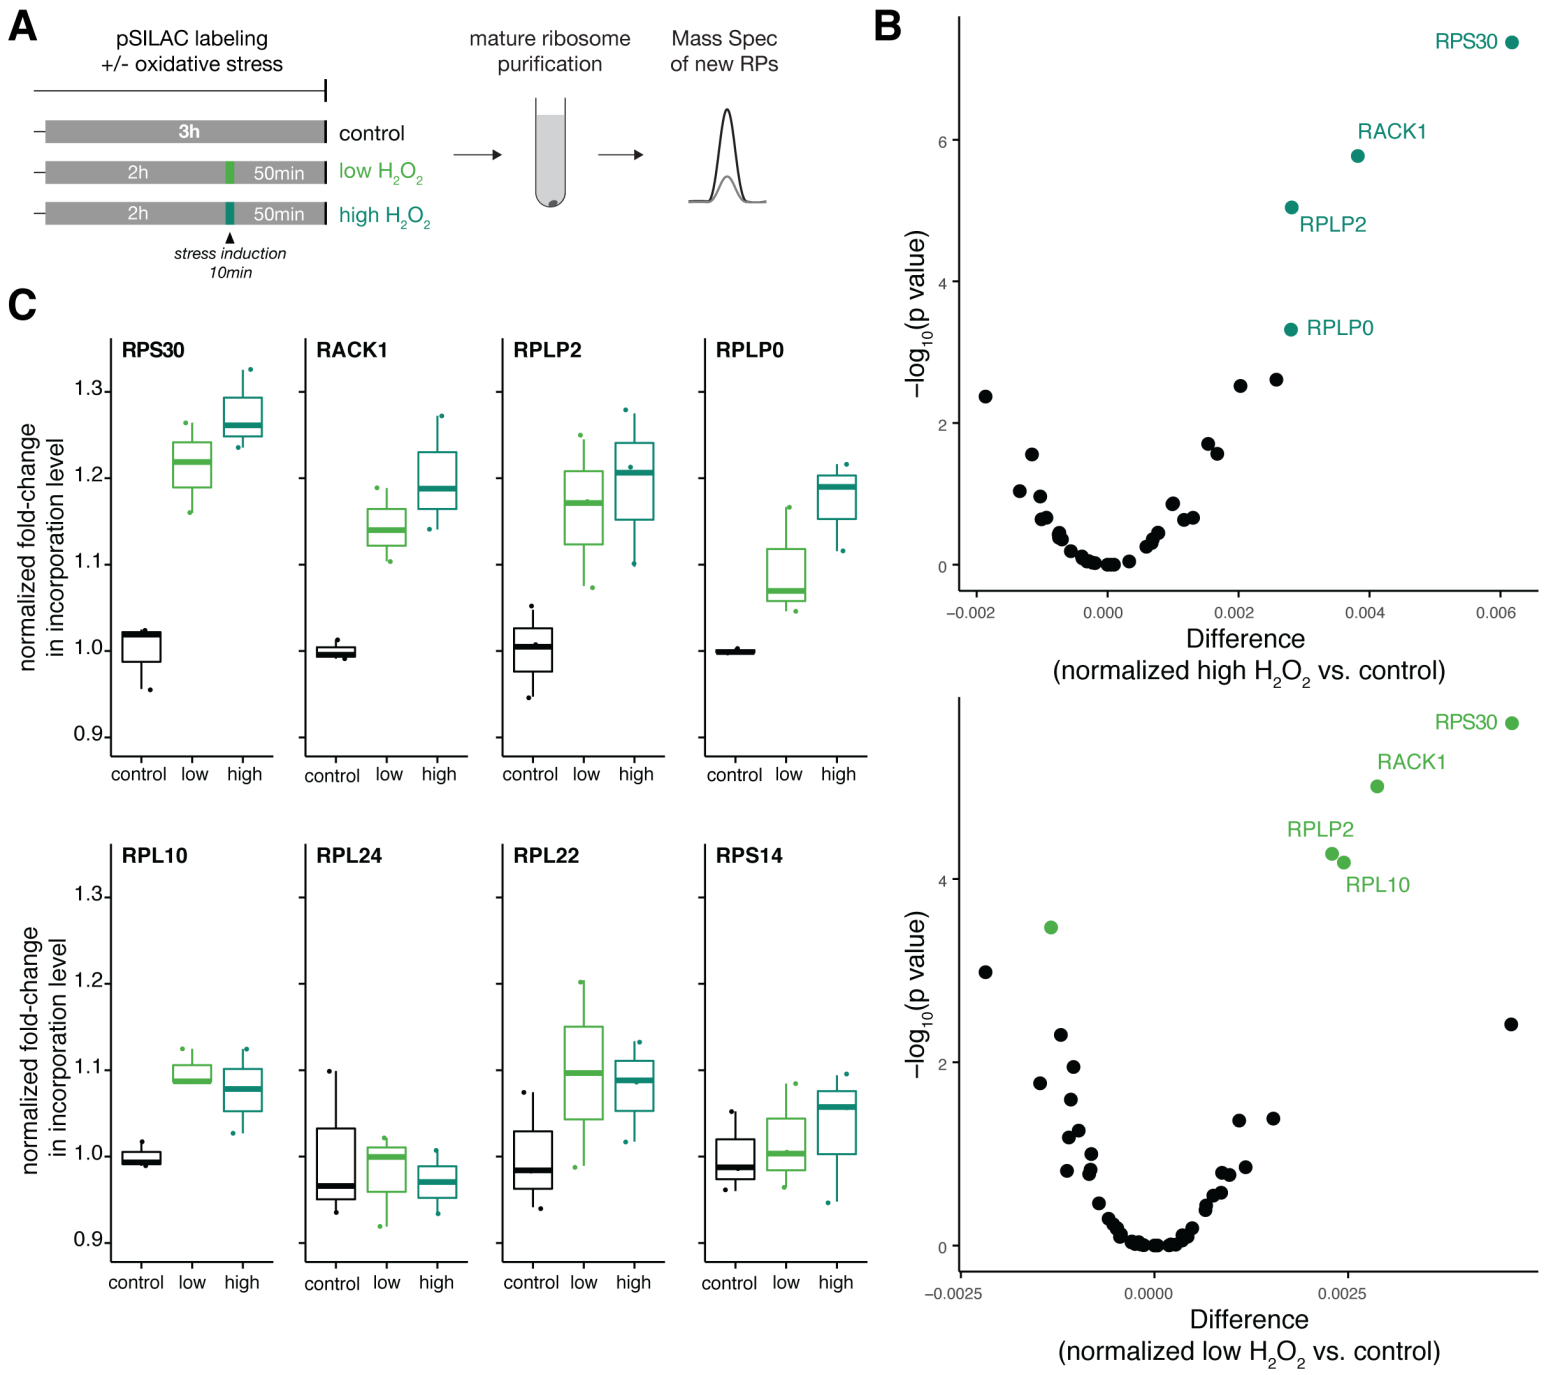 A
pSILAC labeling
+/- oxidative stress
3h
control
2h
50min
low H2O2
2h
50min
high H2O2
stress induction
10min
mature ribosome
purification
Mass Spec
of new RPs
B
RPS30
RACK1
RPLP2
RPLP0
6
4
2
0
−log10(p value)
−0.002
0.000
0.002
0.004
0.006
Difference
(normalized high H2O2 vs. control)
RPS30
RACK1
RPLP2
RPL10
4
2
0
−log10(p value)
−0.0025
0.0000
0.0025
Difference
(normalized low H2O2 vs. control)
C
normalized fold-change
in incorporation level
1.3
1.2
1.1
1.0
0.9
RPS30
control
low
high
RACK1
control
low
high
RPLP2
control
low
high
RPLP0
control
low
high
normalized fold-change
in incorporation level
1.3
1.2
1.1
1.0
0.9
RPL10
control
low
high
RPL24
control
low
high
RPL22
control
low
high
RPS14
control
low
high